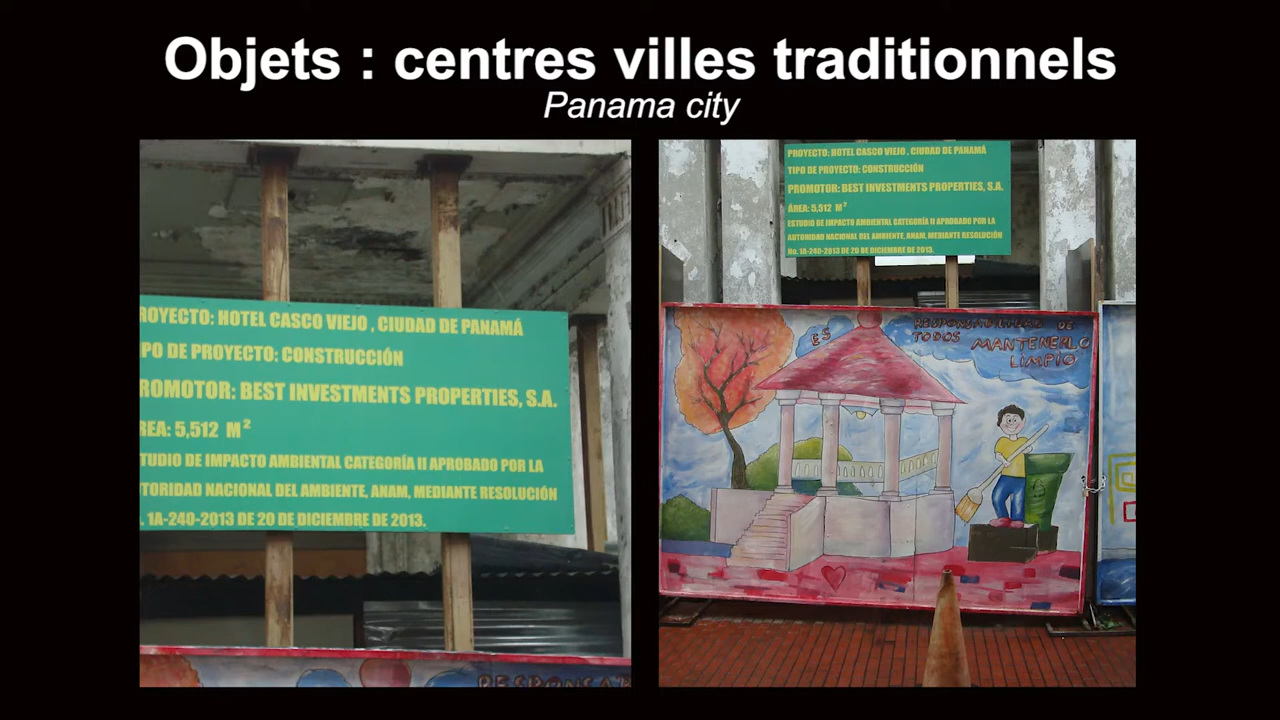 Objets : centres villes traditionnels
Panama city
ROYECTO: HOTEL CASCO VIEJO , CIUDAD DE PANAMÁ
PO DE PROYECTO: CONSTRUCCIÓN
ROMOTOR: BEST INVESTMENTS PROPERTIES, S.A.
REA: 5,512 M²
TUDIO DE IMPACTO AMBIENTAL CATEGORÍA II APROBADO POR LA
TORIDAD NACIONAL DEL AMBIENTE, ANAM, MEDIANTE RESOLUCIÓN
. 1A-240-2013 DE 20 DE DICIEMBRE DE 2013.
RESPONSAB
PROYECTO: HOTEL CASCO VIEJO, CIUDAD DE PANAMÁ
TIPO DE PROYECTO: CONSTRUCCIÓN
PROMOTOR: BEST INVESTMENTS PROPERTIES, S.A.
ÁREA: 5,512 M²
ESTUDIO DE IMPACTO AMBIENTAL CATEGORÍA II APROBADO POR LA
AUTORIDAD NACIONAL DEL AMBIENTE, ANAM, MEDIANTE RESOLUCIÓN
No. 1A-240-2013 DE 20 DE DICIEMBRE DE 2013.
ES RESPONSABILIDAD DE
TODOS MANTENERLO
LIMPIO